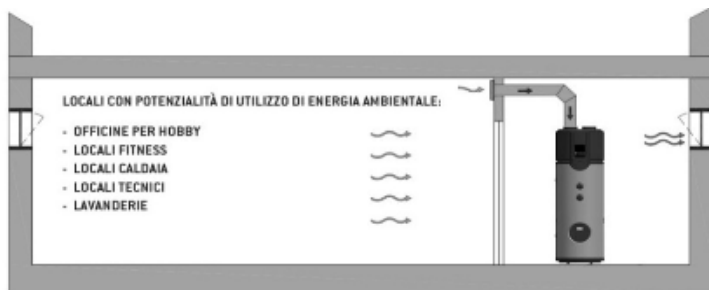 LOCALI CON POTENZIALITÀ DI UTILIZZO DI ENERGIA AMBIENTALE:
- OFFICINE PER HOBBY
- LOCALI FITNESS
- LOCALI CALDAIA
- LOCALI TECNICI
- LAVANDERIE